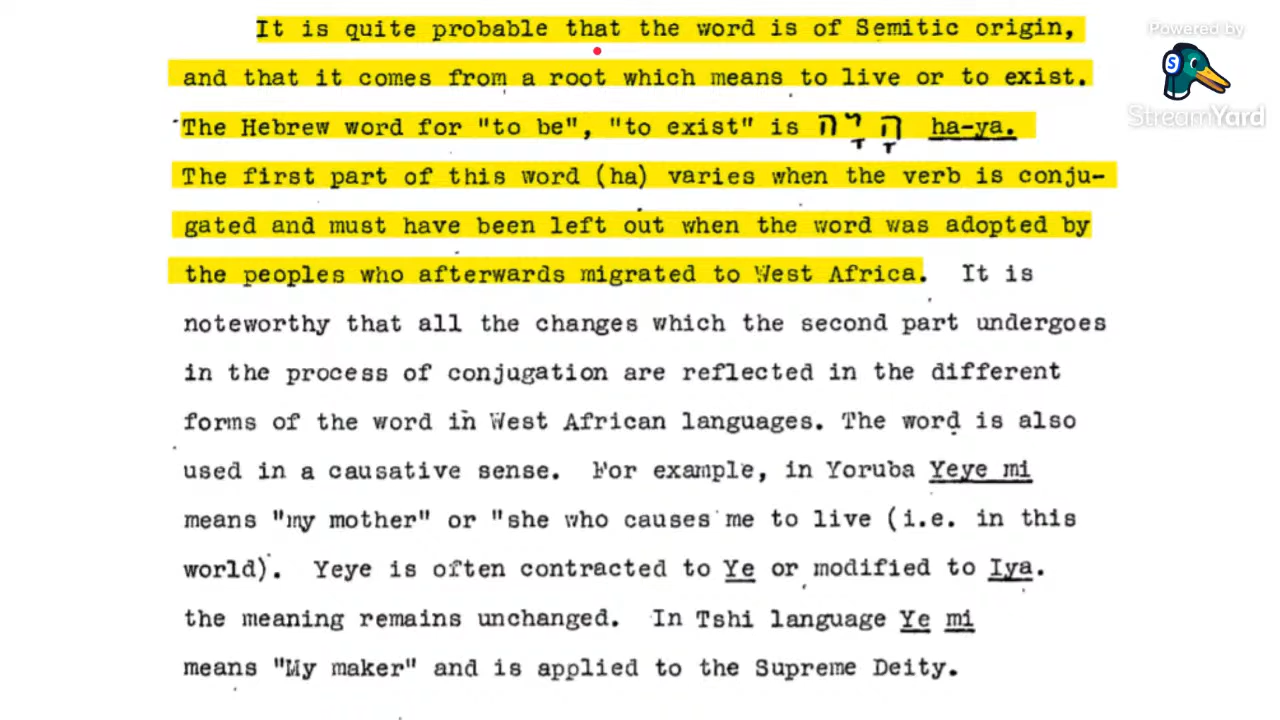 Powered by
StreamYard
It is quite probable that the word is of Semitic origin,
and that it comes from a root which means to live or to exist.
The Hebrew word for "to be", "to exist" is הָיָה ha-ya.
The first part of this word (ha) varies when the verb is conju-
gated and must have been left out when the word was adopted by
the peoples who afterwards migrated to West Africa. It is
noteworthy that all the changes which the second part undergoes
in the process of conjugation are reflected in the different
forms of the word in West African languages. The word is also
used in a causative sense. For example, in Yoruba Yeye mi
means "my mother" or "she who causes me to live (i.e. in this
world). Yeye is often contracted to Ye or modified to Iya.
the meaning remains unchanged. In Tshi language Ye mi
means "My maker" and is applied to the Supreme Deity.